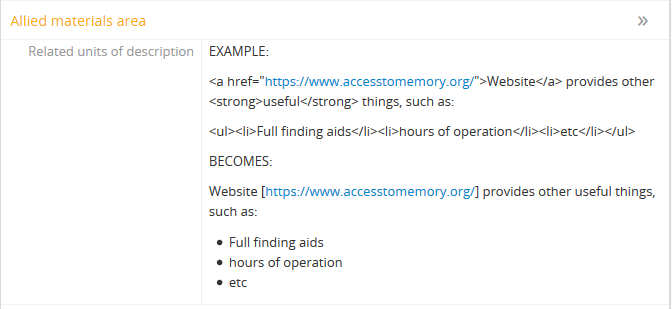 Allied materials area »
Related units of description EXAMPLE:
<a href="https://www.accesstomemory.org/">Website</a> provides other
<strong>useful</strong> things, such as:
<ul><li>Full finding aids</li><li>hours of operation</li><li>etc</li></ul>
BECOMES:
Website [https://www.accesstomemory.org/] provides other useful things,
such as:
• Full finding aids
• hours of operation
• etc